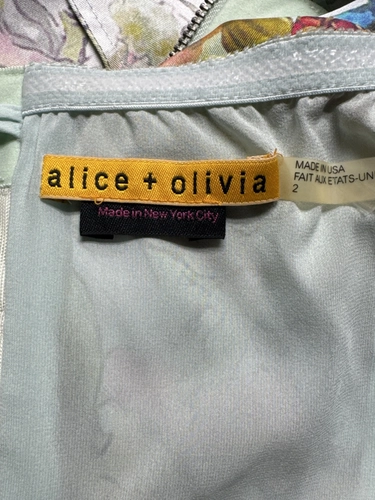 alice + olivia
Made in New York City
MADE IN USA
FAIT AUX ETATS-UN
2